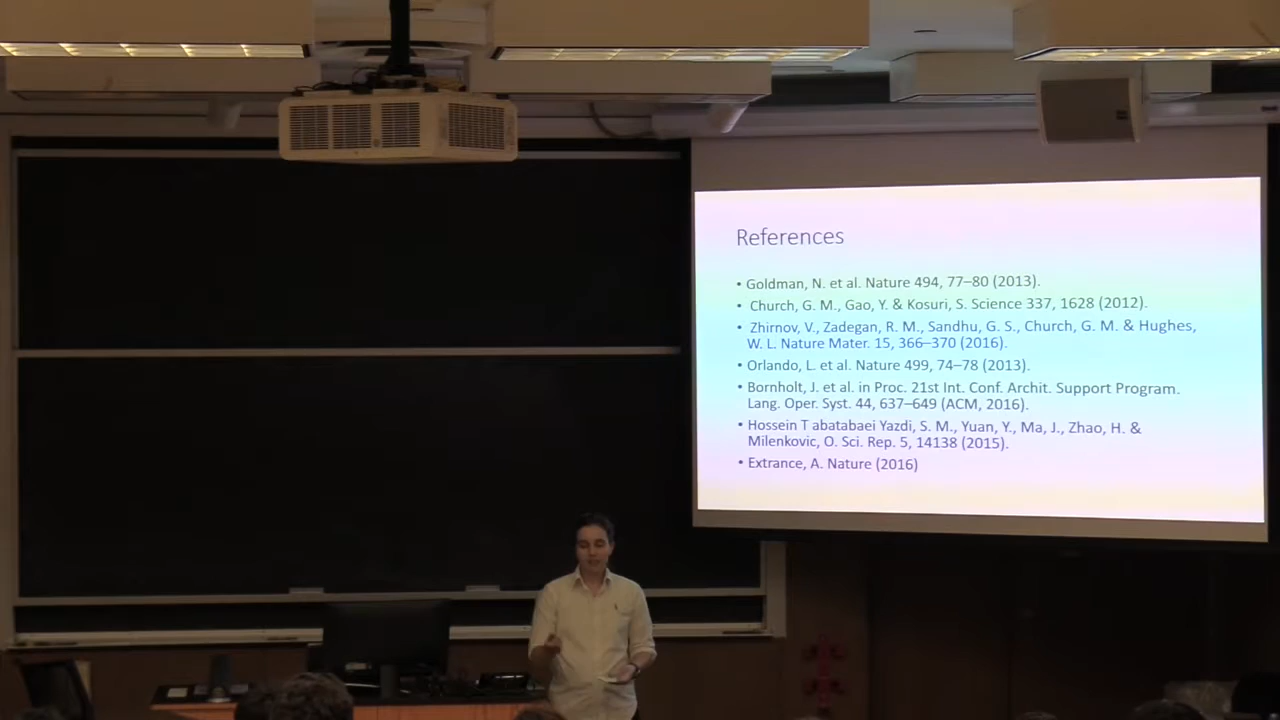 References
• Goldman, N. et al. Nature 494, 77–80 (2013).
• Church, G. M., Gao, Y. & Kosuri, S. Science 337, 1628 (2012).
• Zhirnov, V., Zadegan, R. M., Sandhu, G. S., Church, G. M. & Hughes,
W. L. Nature Mater. 15, 366–370 (2016).
• Orlando, L. et al. Nature 499, 74–78 (2013).
• Bornholt, J. et al. in Proc. 21st Int. Conf. Archit. Support Program.
Lang. Oper. Syst. 44, 637–649 (ACM, 2016).
• Hossein T abatabaei Yazdi, S. M., Yuan, Y., Ma, J., Zhao, H. &
Milenkovic, O. Sci. Rep. 5, 14138 (2015).
• Extrance, A. Nature (2016)